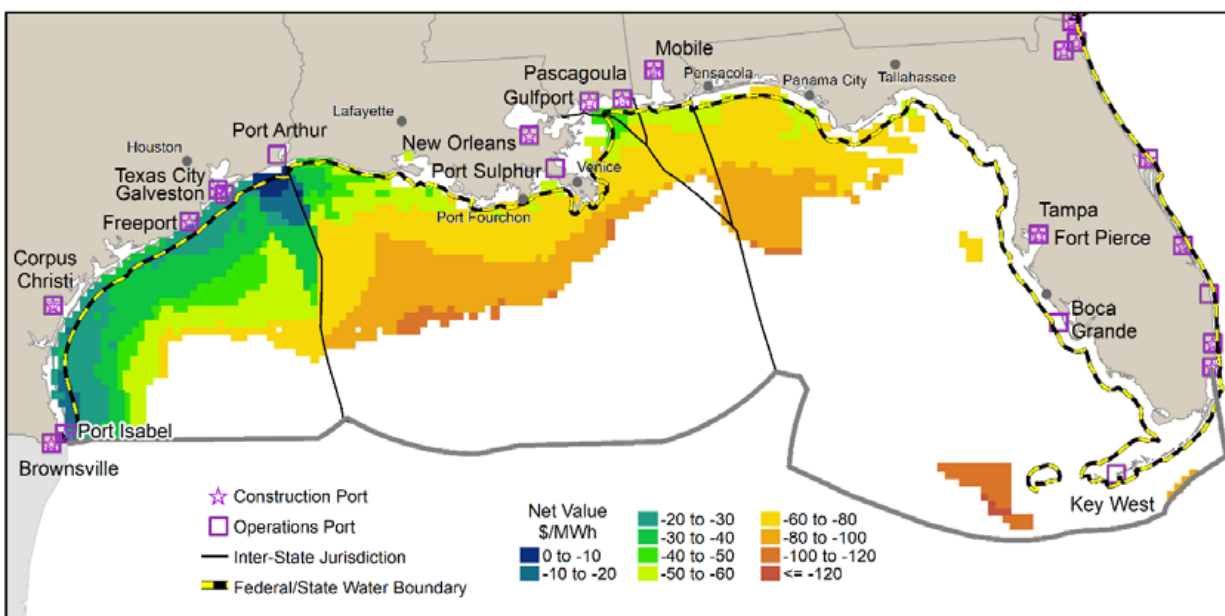 Mobile
Pascagoula
Pensacola
Panama City
Tallahassee
Gulfport
Lafayette
New Orleans
Port Arthur
Houston
Port Sulphur
Venice
Texas City
Galveston
Port Fourchon
Freeport
Tampa
Fort Pierce
Corpus
Christi
Boca
Grande
Port Isabel
Brownsville
Key West
Construction Port
Operations Port
Inter-State Jurisdiction
Federal/State Water Boundary
Net Value
$/MWh
0 to -10
-10 to -20
-20 to -30
-30 to -40
-40 to -50
-50 to -60
-60 to -80
-80 to -100
-100 to -120
<= -120